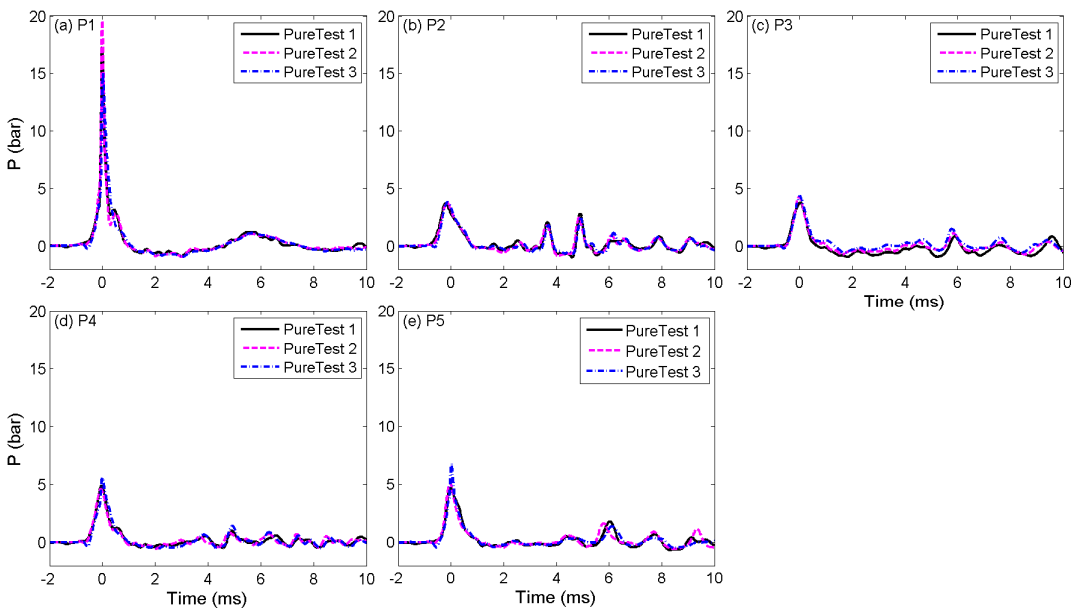 (a) P1
PureTest 1
PureTest 2
PureTest 3
P (bar)
20
15
10
5
0
-2 0 2 4 6 8 10
(b) P2
PureTest 1
PureTest 2
PureTest 3
20
15
10
5
0
-2 0 2 4 6 8 10
(c) P3
PureTest 1
PureTest 2
PureTest 3
20
15
10
5
0
-2 0 2 4 6 8 10
Time (ms)
(d) P4
PureTest 1
PureTest 2
PureTest 3
P (bar)
20
15
10
5
0
-2 0 2 4 6 8 10
Time (ms)
(e) P5
PureTest 1
PureTest 2
PureTest 3
20
15
10
5
0
-2 0 2 4 6 8 10
Time (ms)